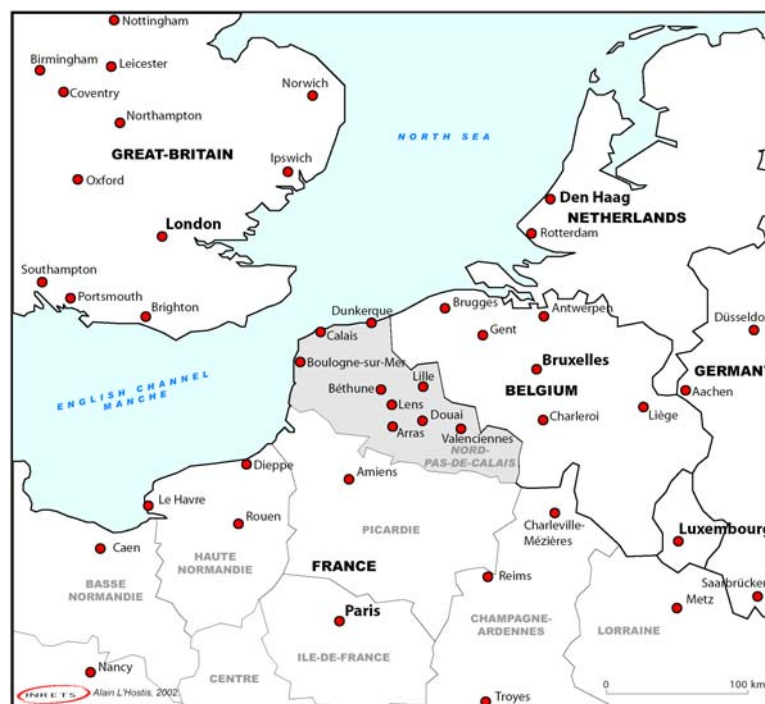 Nottingham
Birmingham
Leicester
Coventry
Norwich
Northampton
NORTH SEA
GREAT-BRITAIN
Ipswich
Oxford
Den Haag
NETHERLANDS
London
Rotterdam
Southampton
Portsmouth
Brighton
Dunkerque
Brugges
Antwerpen
Düsseldo
Calais
Gent
Boulogne-sur-Mer
Bruxelles
GERMANY
ENGLISH CHANNEL
MANCHE
Béthune
Lille
BELGIUM
Aachen
Lens
Douai
Charleroi
Liège
Arras
Valenciennes
NORD-
PAS-DE-CALAIS
Dieppe
Amiens
Le Havre
Rouen
PICARDIE
Charleville-
Mézières
Luxembourg
Caen
HAUTE
NORMANDIE
FRANCE
BASSE
NORMANDIE
Reims
Saarbrücken
Metz
Paris
CHAMPAGNE-
ARDENNES
LORRAINE
ILE-DE-FRANCE
Nancy
CENTRE
INRETS
Alain L'Hostis, 2002
Troyes
0
100 km